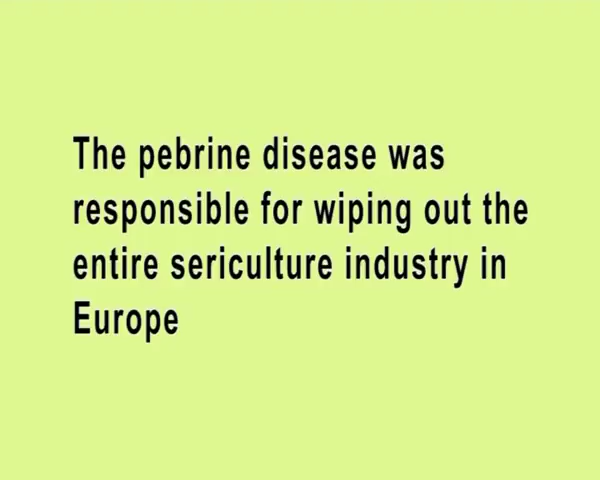 The pebrine disease was
responsible for wiping out the
entire sericulture industry in
Europe